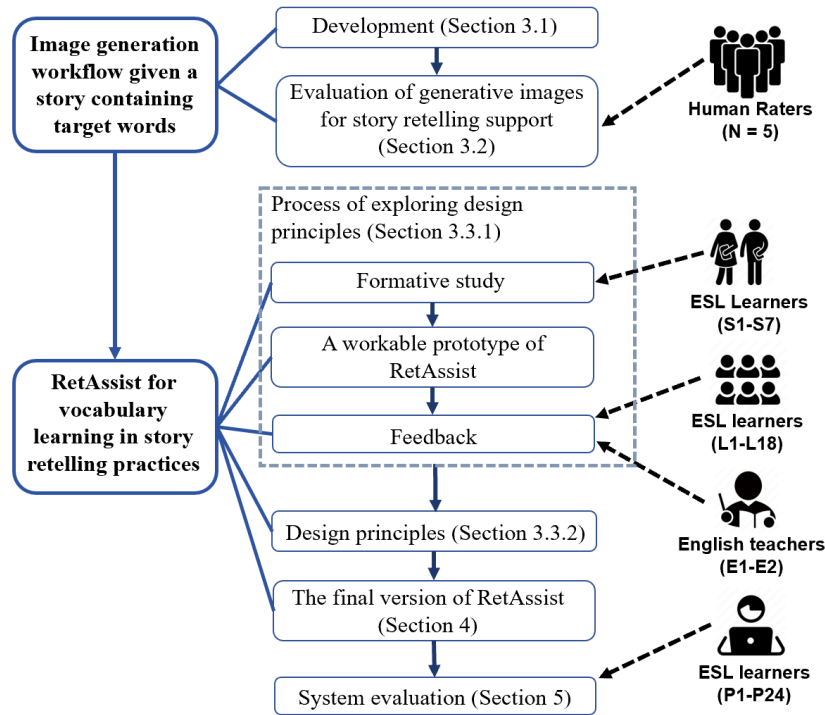 Image generation
workflow given a
story containing
target words
Development (Section 3.1)
Evaluation of generative images
for story retelling support
(Section 3.2)
Human Raters
(N = 5)
Process of exploring design
principles (Section 3.3.1)
Formative study
ESL Learners
(S1-S7)
A workable prototype of
RetAssist
RetAssist for
vocabulary
learning in story
retelling practices
Feedback
ESL learners
(L1-L18)
Design principles (Section 3.3.2)
English teachers
(E1-E2)
The final version of RetAssist
(Section 4)
System evaluation (Section 5)
ESL learners
(P1-P24)